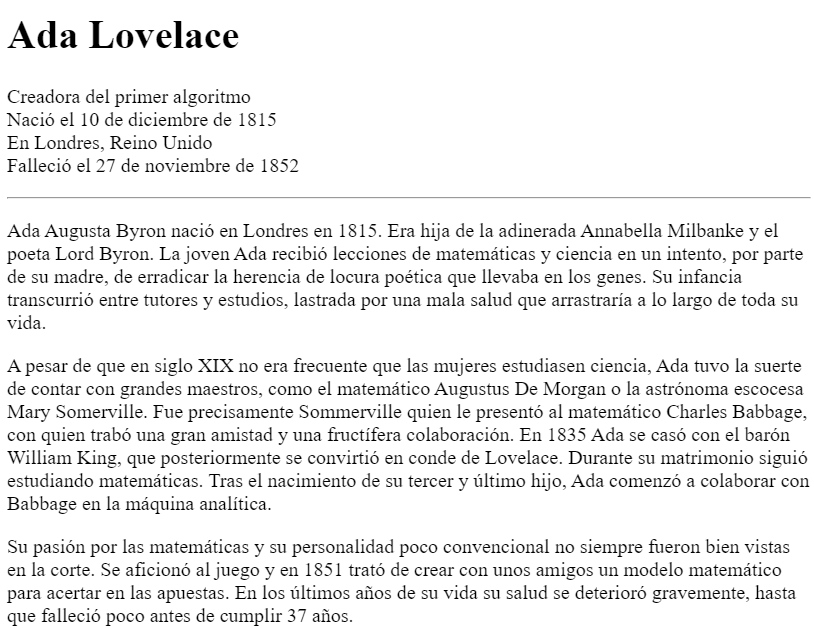 Ada Lovelace
Creadora del primer algoritmo
Nació el 10 de diciembre de 1815
En Londres, Reino Unido
Falleció el 27 de noviembre de 1852
Ada Augusta Byron nació en Londres en 1815. Era hija de la adinerada Annabella Milbanke y el
poeta Lord Byron. La joven Ada recibió lecciones de matemáticas y ciencia en un intento, por parte
de su madre, de erradicar la herencia de locura poética que llevaba en los genes. Su infancia
transcurrió entre tutores y estudios, lastrada por una mala salud que arrastraría a lo largo de toda su
vida.
A pesar de que en siglo XIX no era frecuente que las mujeres estudiasen ciencia, Ada tuvo la suerte
de contar con grandes maestros, como el matemático Augustus De Morgan o la astrónoma escocesa
Mary Somerville. Fue precisamente Sommerville quien le presentó al matemático Charles Babbage,
con quien trabó una gran amistad y una fructífera colaboración. En 1835 Ada se casó con el barón
William King, que posteriormente se convirtió en conde de Lovelace. Durante su matrimonio siguió
estudiando matemáticas. Tras el nacimiento de su tercer y último hijo, Ada comenzó a colaborar con
Babbage en la máquina analítica.
Su pasión por las matemáticas y su personalidad poco convencional no siempre fueron bien vistas
en la corte. Se aficionó al juego y en 1851 trató de crear con unos amigos un modelo matemático
para acertar en las apuestas. En los últimos años de su vida su salud se deterioró gravemente, hasta
que falleció poco antes de cumplir 37 años.